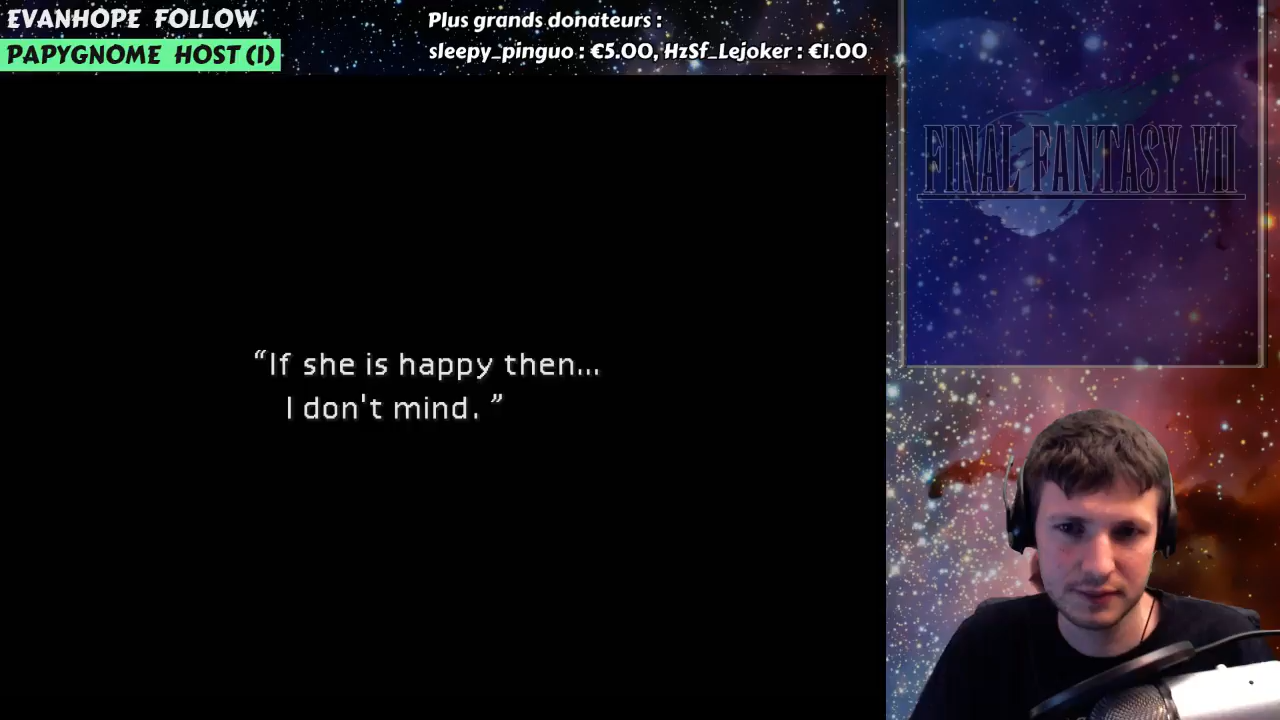 EVANHOPE FOLLOW
PAPYGNOME HOST (1)
Plus grands donateurs :
sleepy_pinguo : €5.00, HzSf_Lejoker : €1.00
FINAL FANTASY VII
“If she is happy then...
I don't mind. ”